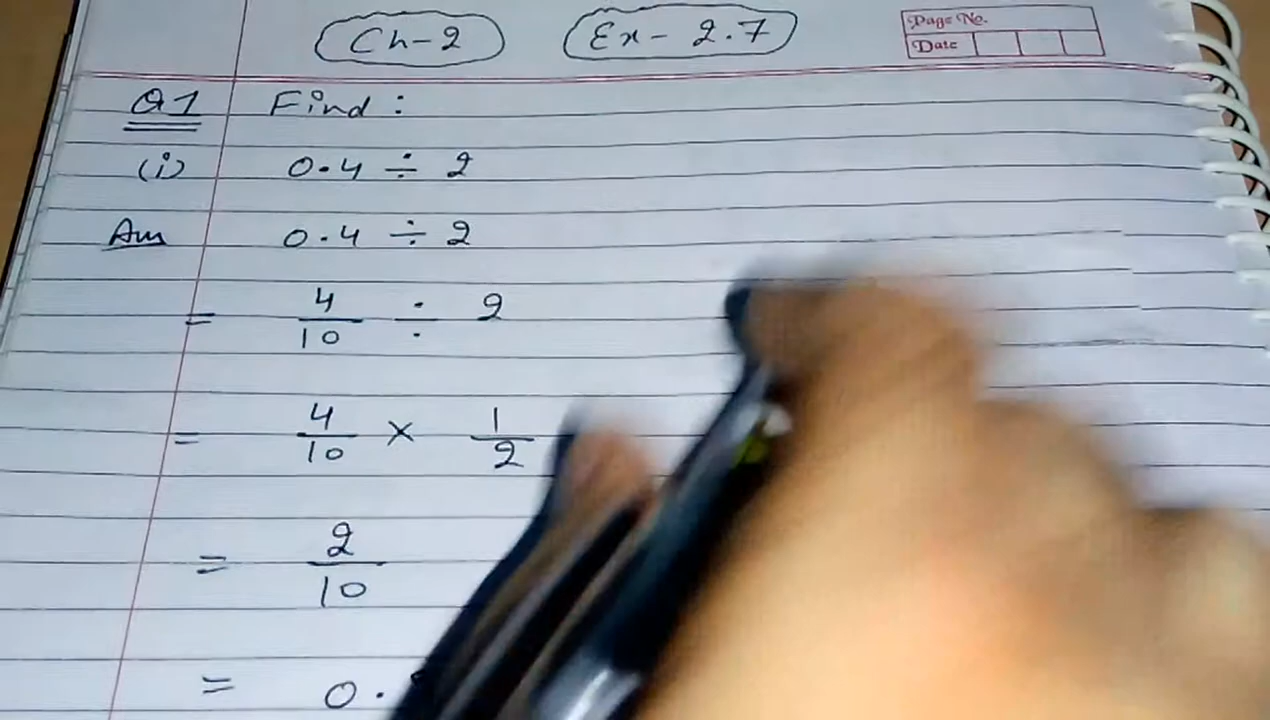 Ch-2 Ex- 2.7 Page No.
Date
Q1 Find :
(i) 0.4 ÷ 2
Ans 0.4 ÷ 2
= 4/10 ÷ 2
= 4/10 × 1/2
= 2/10
= 0.